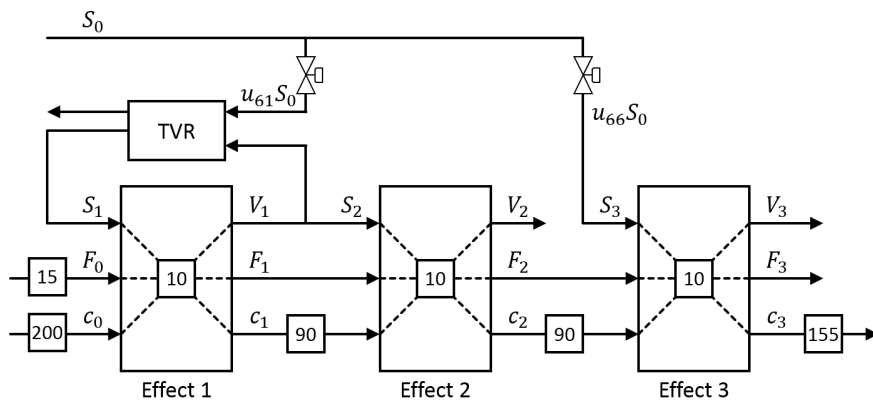 S₀
u₆₁S₀
TVR
u₆₆S₀
S₁ V₁ S₂ V₂ S₃ V₃
15 F₀ 10 F₁ 10 F₂ 10 F₃
200 c₀ c₁ 90 c₂ 90 c₃ 155
Effect 1 Effect 2 Effect 3